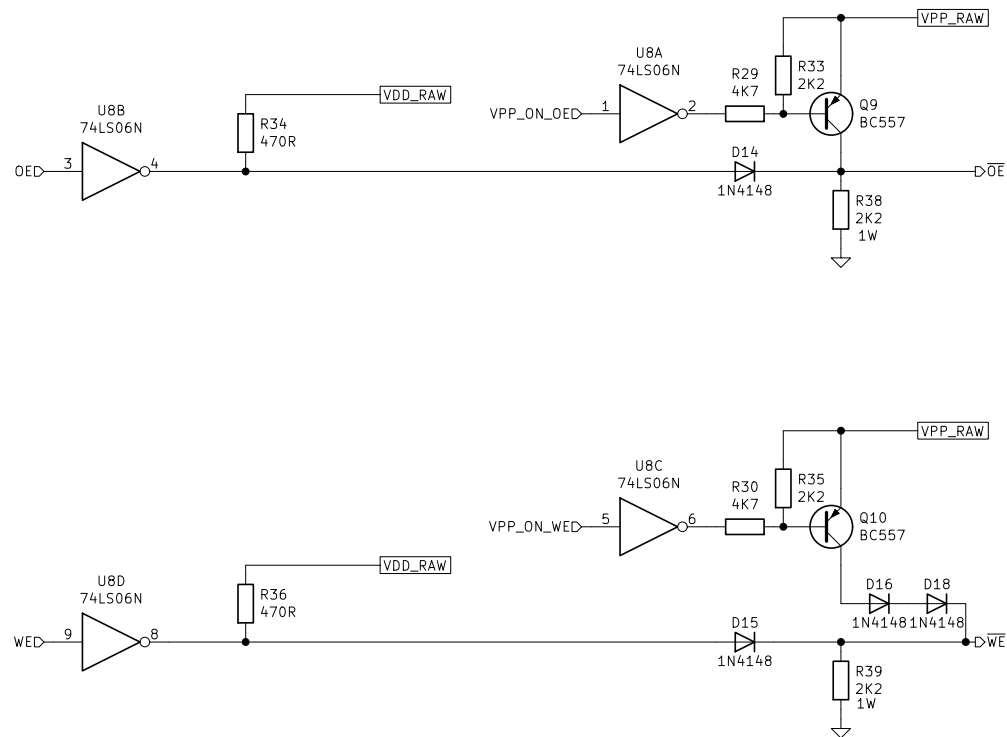 VPP_RAW
U8A
74LS06N
R29
4K7
R33
2K2
Q9
BC557
VPP_ON_OE
1
2
VDD_RAW
U8B
74LS06N
R34
470R
OE
3
4
D14
1N4148
OE
R38
2K2
1W
VPP_RAW
U8C
74LS06N
R30
4K7
R35
2K2
Q10
BC557
VPP_ON_WE
5
6
VDD_RAW
U8D
74LS06N
R36
470R
D16
1N4148
D18
1N4148
WE
9
8
D15
1N4148
WE
R39
2K2
1W